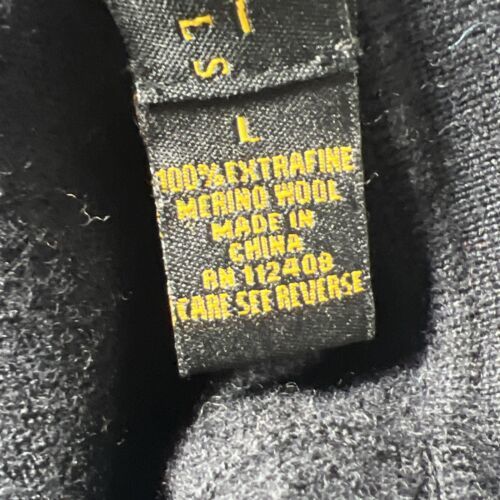 L
100% EXTRAFINE
MERINO WOOL
MADE IN
CHINA
RN 112408
CARE SEE REVERSE